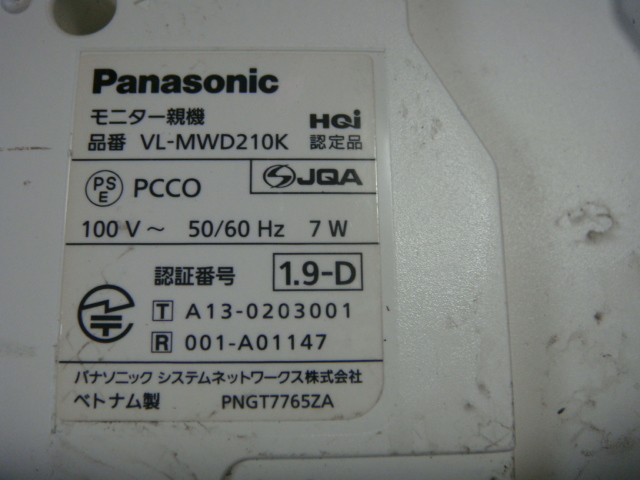 Panasonic
モニター親機
HQi
品番 VL-MWD210K 認定品
PS E PCCO
JQA
100 V ~ 50/60 Hz 7 W
認証番号 1.9-D
T A13-0203001
R 001-A01147
パナソニック システムネットワークス株式会社
ベトナム製 PNGT7765ZA